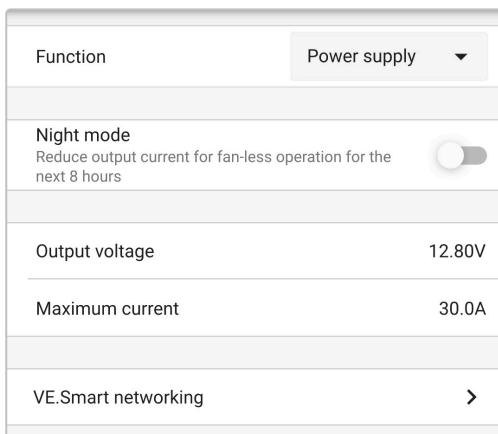 Function
Power supply
Night mode
Reduce output current for fan-less operation for the
next 8 hours
Output voltage
12.80V
Maximum current
30.0A
VE.Smart networking